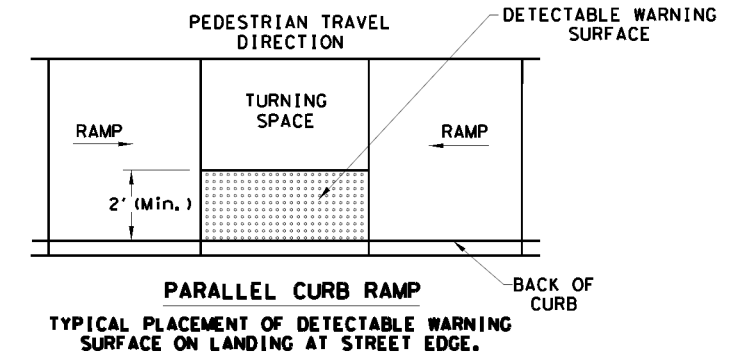 PEDESTRIAN TRAVEL
DIRECTION
DETECTABLE WARNING
SURFACE
TURNING
SPACE
RAMP
RAMP
2' (Min.)
BACK OF
CURB
PARALLEL CURB RAMP
TYPICAL PLACEMENT OF DETECTABLE WARNING
SURFACE ON LANDING AT STREET EDGE.